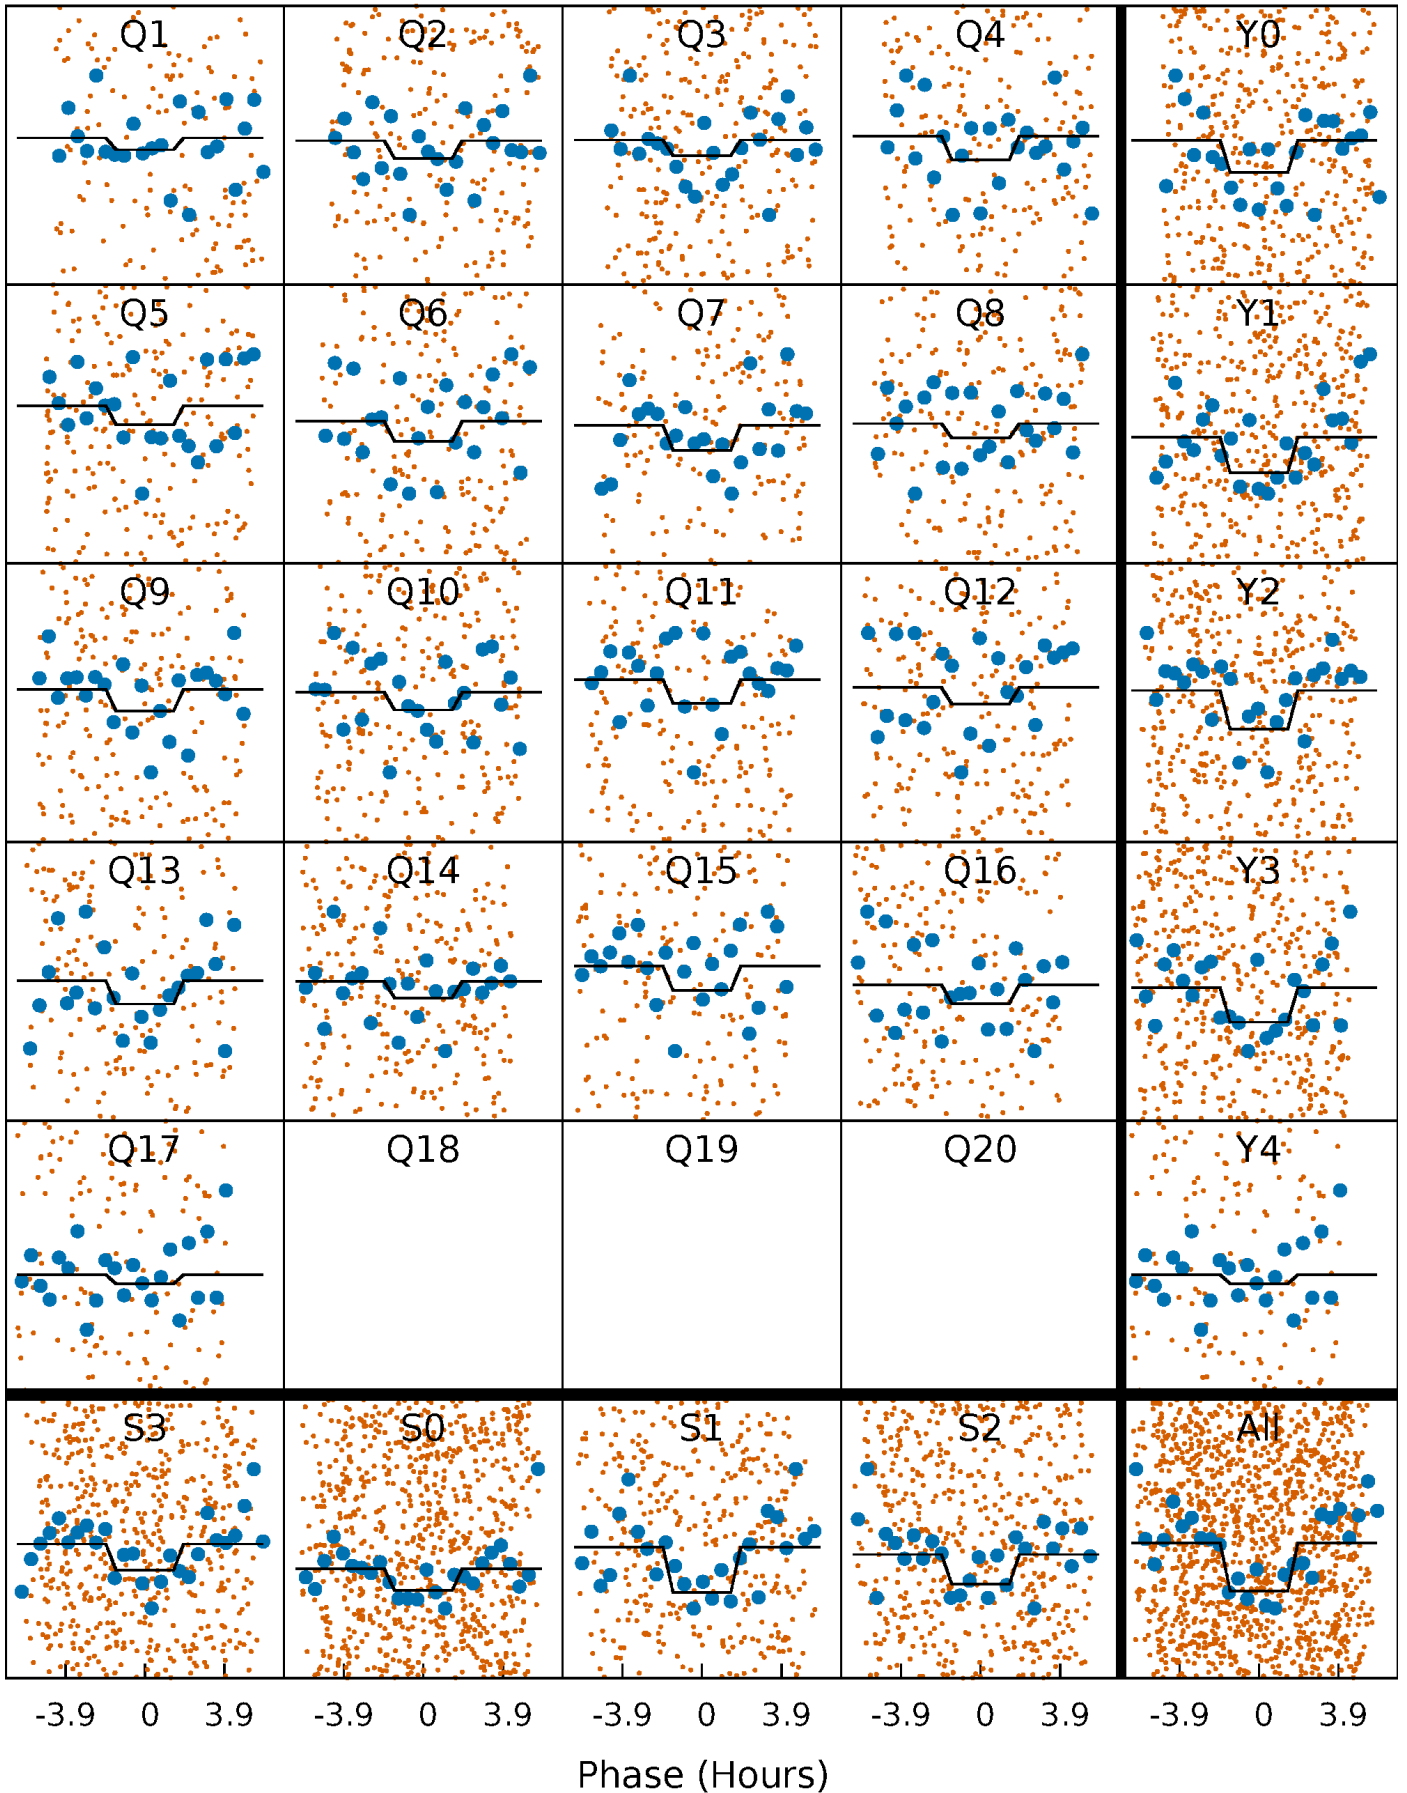 Q1 Q2 Q3 Q4 Y0
Q5 Q6 Q7 Q8 Y1
Q9 Q10 Q11 Q12 Y2
Q13 Q14 Q15 Q16 Y3
Q17 Q18 Q19 Q20 Y4
S3 S0 S1 S2 All
-3.9 0 3.9 -3.9 0 3.9 -3.9 0 3.9 -3.9 0 3.9 -3.9 0 3.9
Phase (Hours)